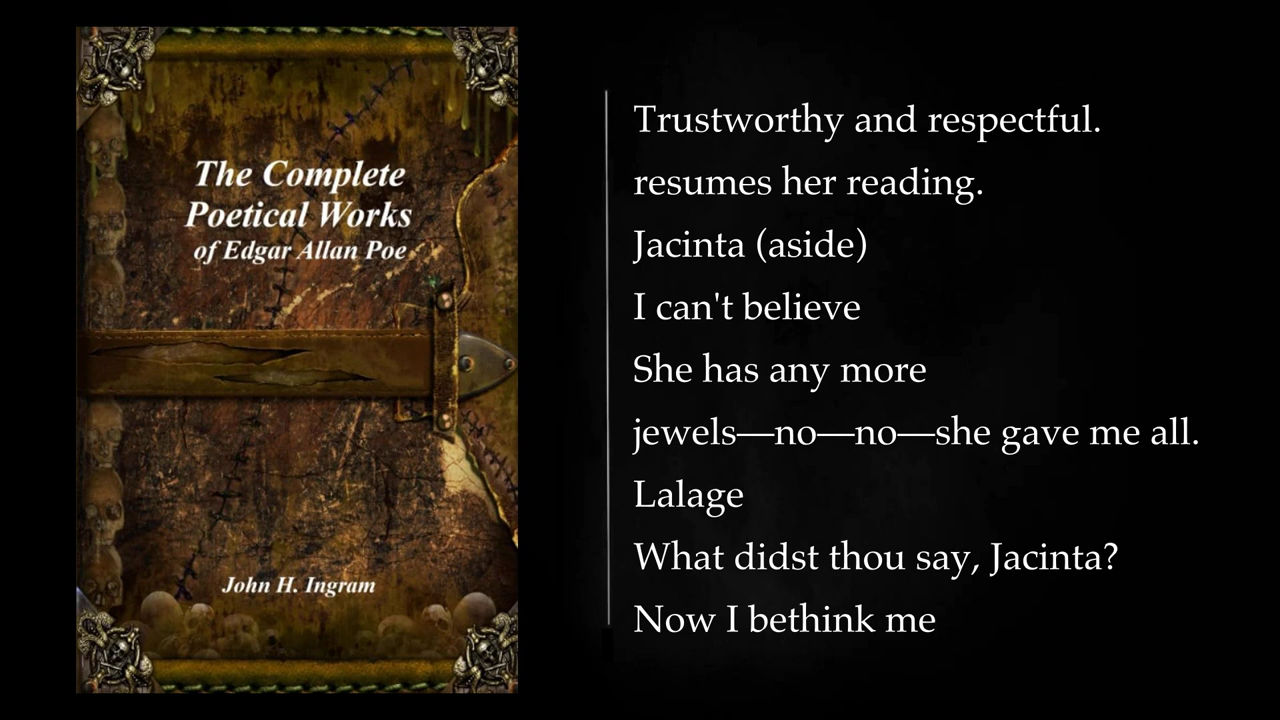 The Complete
Poetical Works
of Edgar Allan Poe
John H. Ingram
Trustworthy and respectful.
resumes her reading.
Jacinta (aside)
I can't believe
She has any more
jewels—no—no—she gave me all.
Lalage
What didst thou say, Jacinta?
Now I bethink me